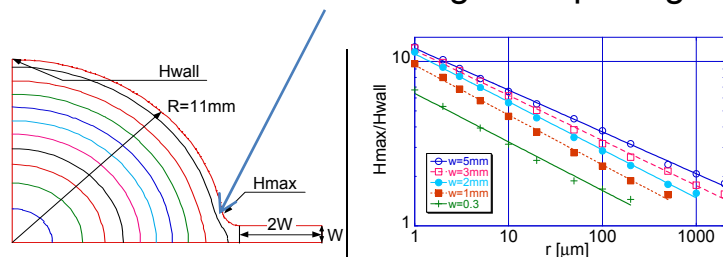 Hwall
R=11mm
Hmax
2W
W
Hmax/Hwall
10
1
w=5mm
w=3mm
w=2mm
w=1mm
w=0.3
1 10 100 1000
r [µm]